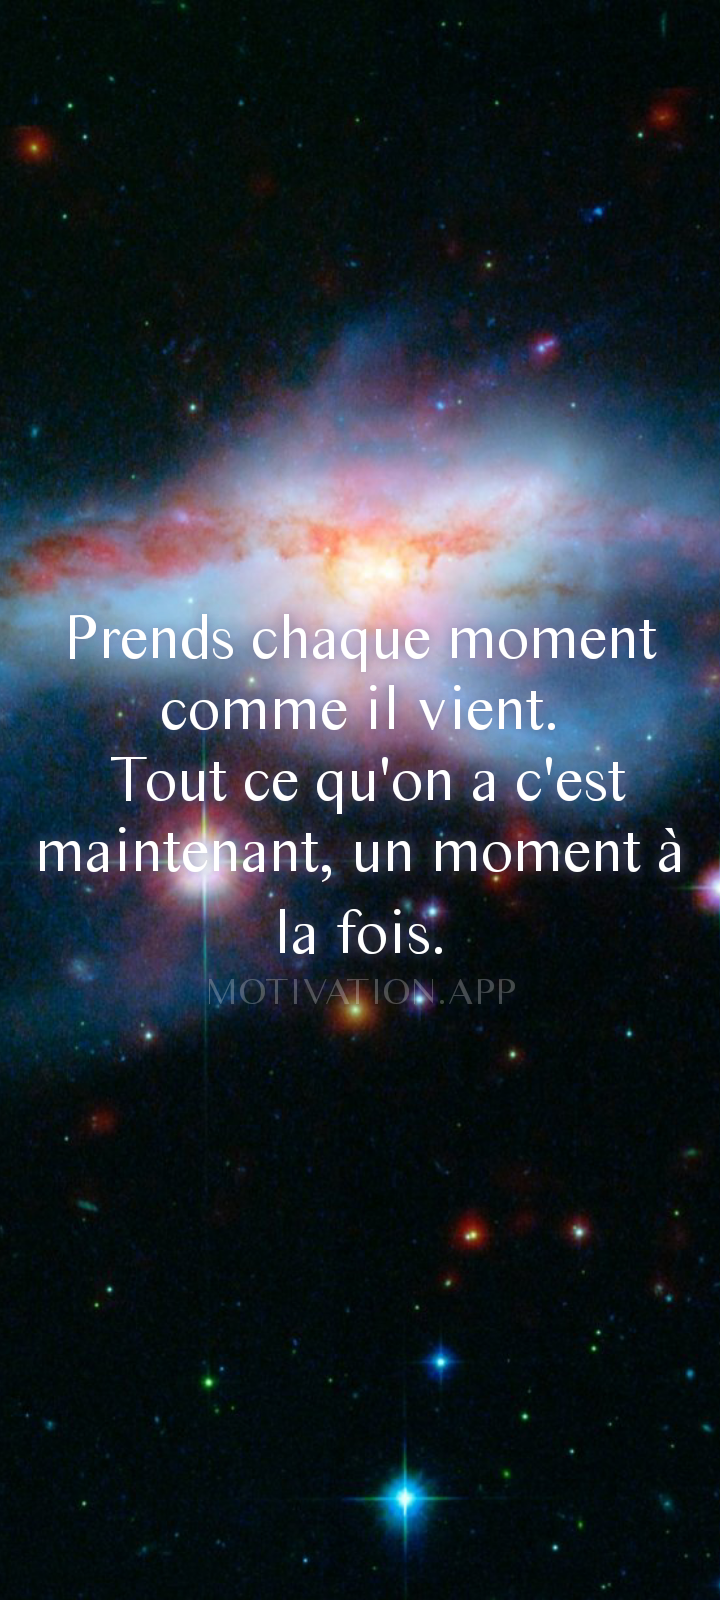 Prends chaque moment
comme il vient.
Tout ce qu'on a c'est
maintenant, un moment à
la fois.
MOTIVATION.APP